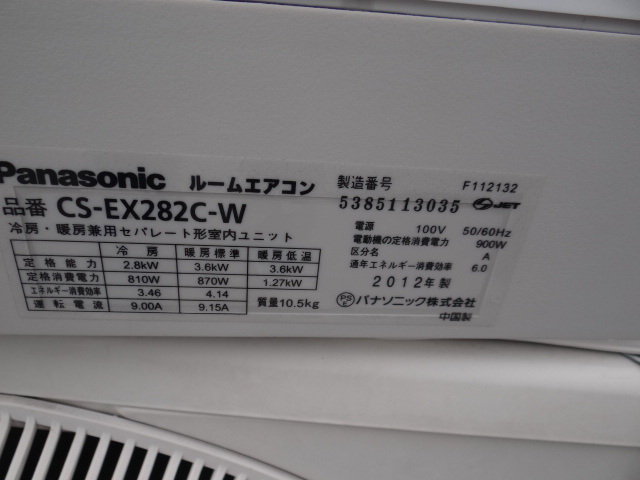 Panasonic ルームエアコン
品番 CS-EX282C-W
冷房・暖房兼用セパレート形室内ユニット
冷房 暖房標準 暖房低温
定格能力 2.8kW 3.6kW 3.6kW
定格消費電力 810W 870W 1.27kW
エネルギー消費効率 3.46 4.14
運転電流 9.00A 9.15A
質量10.5kg
製造番号 F112132
5385113035 JET
電源 100V 50/60Hz
電動機の定格消費電力 900W
区分名 A
通年エネルギー消費効率 6.0
2012年製
PSE パナソニック株式会社
中国製